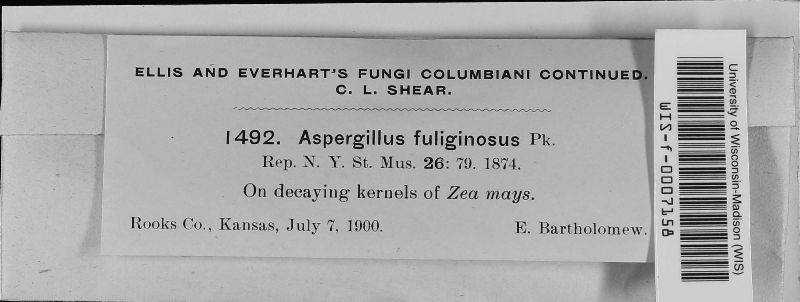 ELLIS AND EVERHART'S FUNGI COLUMBIANI CONTINUED.
C. L. SHEAR.
1492. Aspergillus fuliginosus Pk.
Rep. N. Y. St. Mus. 26: 79. 1874.
On decaying kernels of Zea mays.
Rooks Co., Kansas, July 7, 1900. E. Bartholomew.
University of Wisconsin-Madison (WIS)
WIS-f-0007158